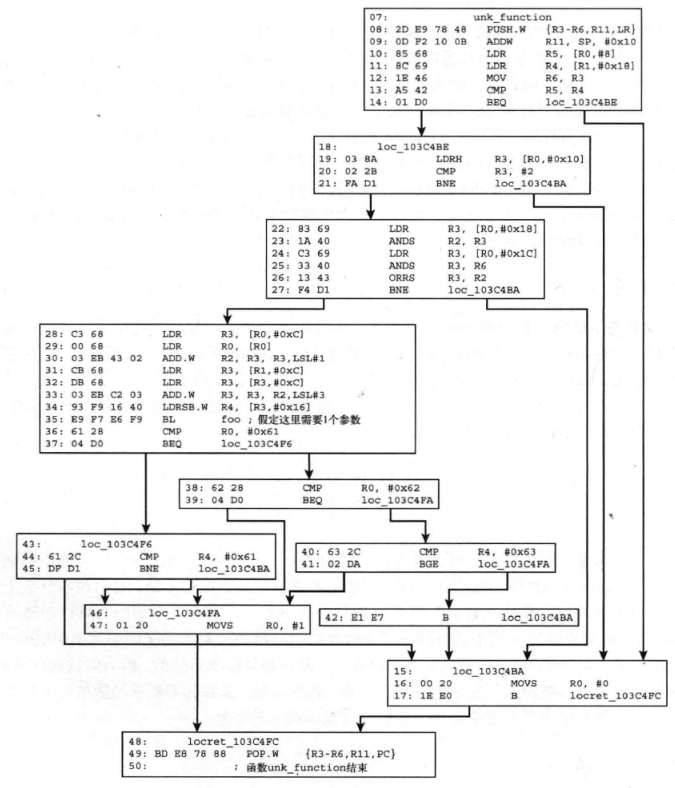 07: unk_function
08: 2D E9 78 48 PUSH.W {R3-R6,R11,LR}
09: 0D F2 10 0B ADDW R11, SP, #0x10
10: 85 68 LDR R5, [R0,#8]
11: 8C 69 LDR R4, [R1,#0x18]
12: 1E 46 MOV R6, R3
13: A5 42 CMP R5, R4
14: 01 D0 BEQ loc_103C4BE
18: loc_103C4BE
19: 03 8A LDRH R3, [R0,#0x10]
20: 02 2B CMP R3, #2
21: FA D1 BNE loc_103C4BA
22: 83 69 LDR R3, [R0,#0x18]
23: 1A 40 ANDS R2, R3
24: C3 69 LDR R3, [R0,#0x1C]
25: 33 40 ANDS R3, R6
26: 13 43 ORRS R3, R2
27: F4 D1 BNE loc_103C4BA
28: C3 68 LDR R3, [R0,#0xC]
29: 00 68 LDR R0, [R0]
30: 03 EB 43 02 ADD.W R2, R3, R3,LSL#1
31: CB 68 LDR R3, [R1,#0xC]
32: DB 68 LDR R3, [R3,#0xC]
33: 03 EB C2 03 ADD.W R3, R3, R2,LSL#3
34: 93 F9 16 40 LDRSB.W R4, [R3,#0x16]
35: E9 F7 E6 F9 BL foo ; 假定这里需要1个参数
36: 61 28 CMP R0, #0x61
37: 04 D0 BEQ loc_103C4F6
38: 62 28 CMP R0, #0x62
39: 04 D0 BEQ loc_103C4FA
43: loc_103C4F6
44: 61 2C CMP R4, #0x61
45: DF D1 BNE loc_103C4BA
40: 63 2C CMP R4, #0x63
41: 02 DA BGE loc_103C4FA
46: loc_103C4FA
47: 01 20 MOVS R0, #1
42: E1 E7 B loc_103C4BA
15: loc_103C4BA
16: 00 20 MOVS R0, #0
17: 1E E0 B locret_103C4FC
48: locret_103C4FC
49: BD E8 78 88 POP.W {R3-R6,R11,PC}
50: ; 函数unk_function结束